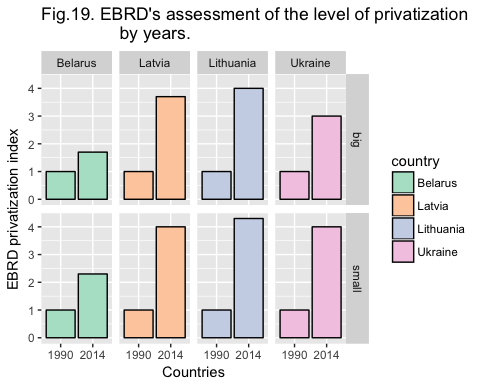 Fig.19. EBRD's assessment of the level of privatization
by years.
Belarus Latvia Lithuania Ukraine
4
3
2
1
0
big
4
3
2
1
0
small
EBRD privatization index
1990 2014 1990 2014 1990 2014 1990 2014
Countries
country
Belarus
Latvia
Lithuania
Ukraine